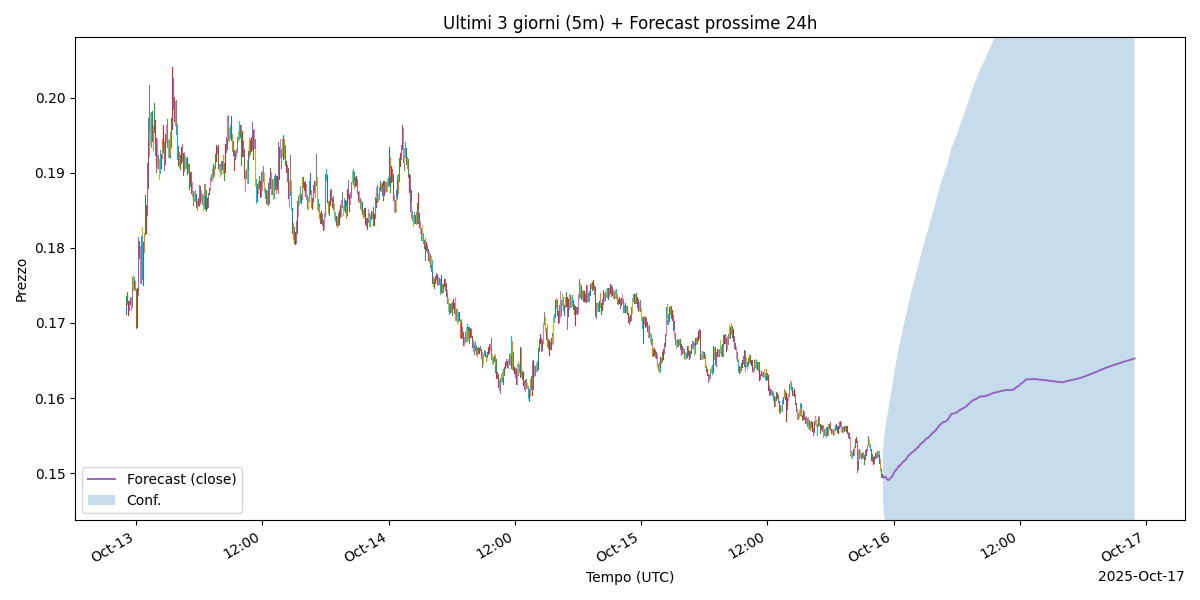 Ultimi 3 giorni (5m) + Forecast prossime 24h
Prezzo
0.20
0.19
0.18
0.17
0.16
0.15
Forecast (close)
Conf.
Oct-13
12:00
Oct-14
12:00
Oct-15
12:00
Oct-16
12:00
Oct-17
Tempo (UTC)
2025-Oct-17